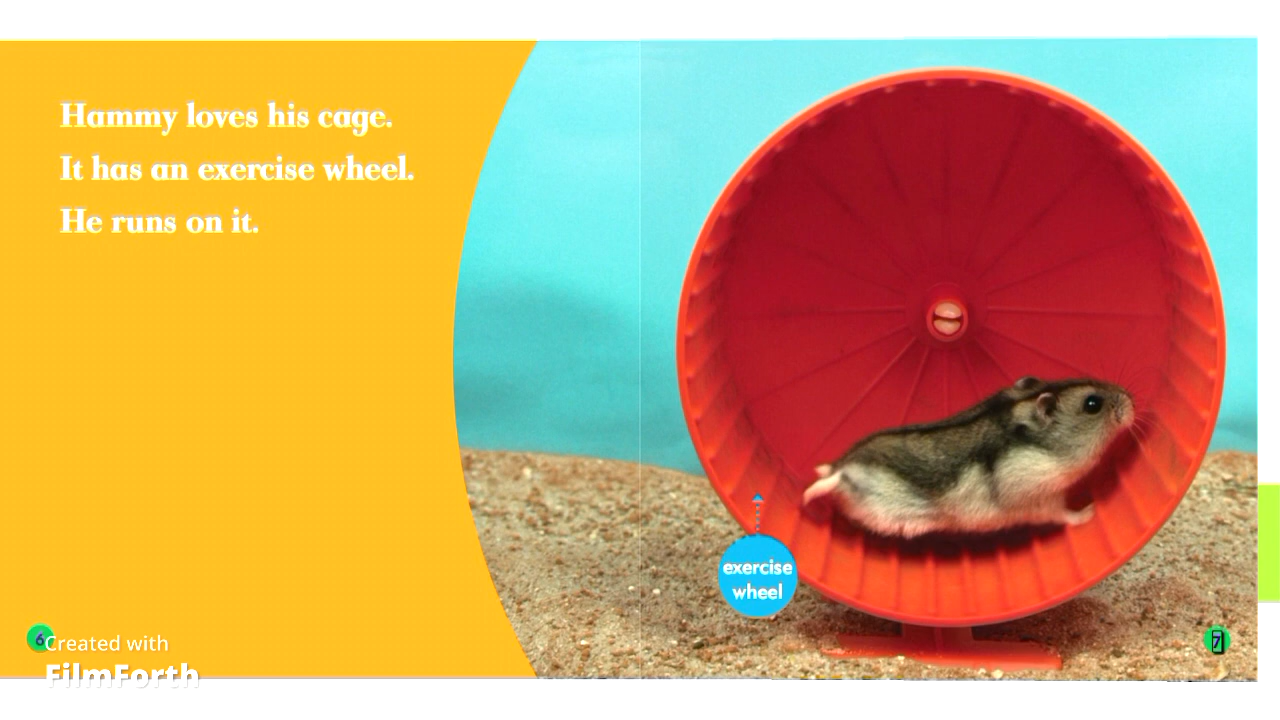 Hammy loves his cage.
It has an exercise wheel.
He runs on it.
exercise
wheel
6
7
Created with
FilmForth